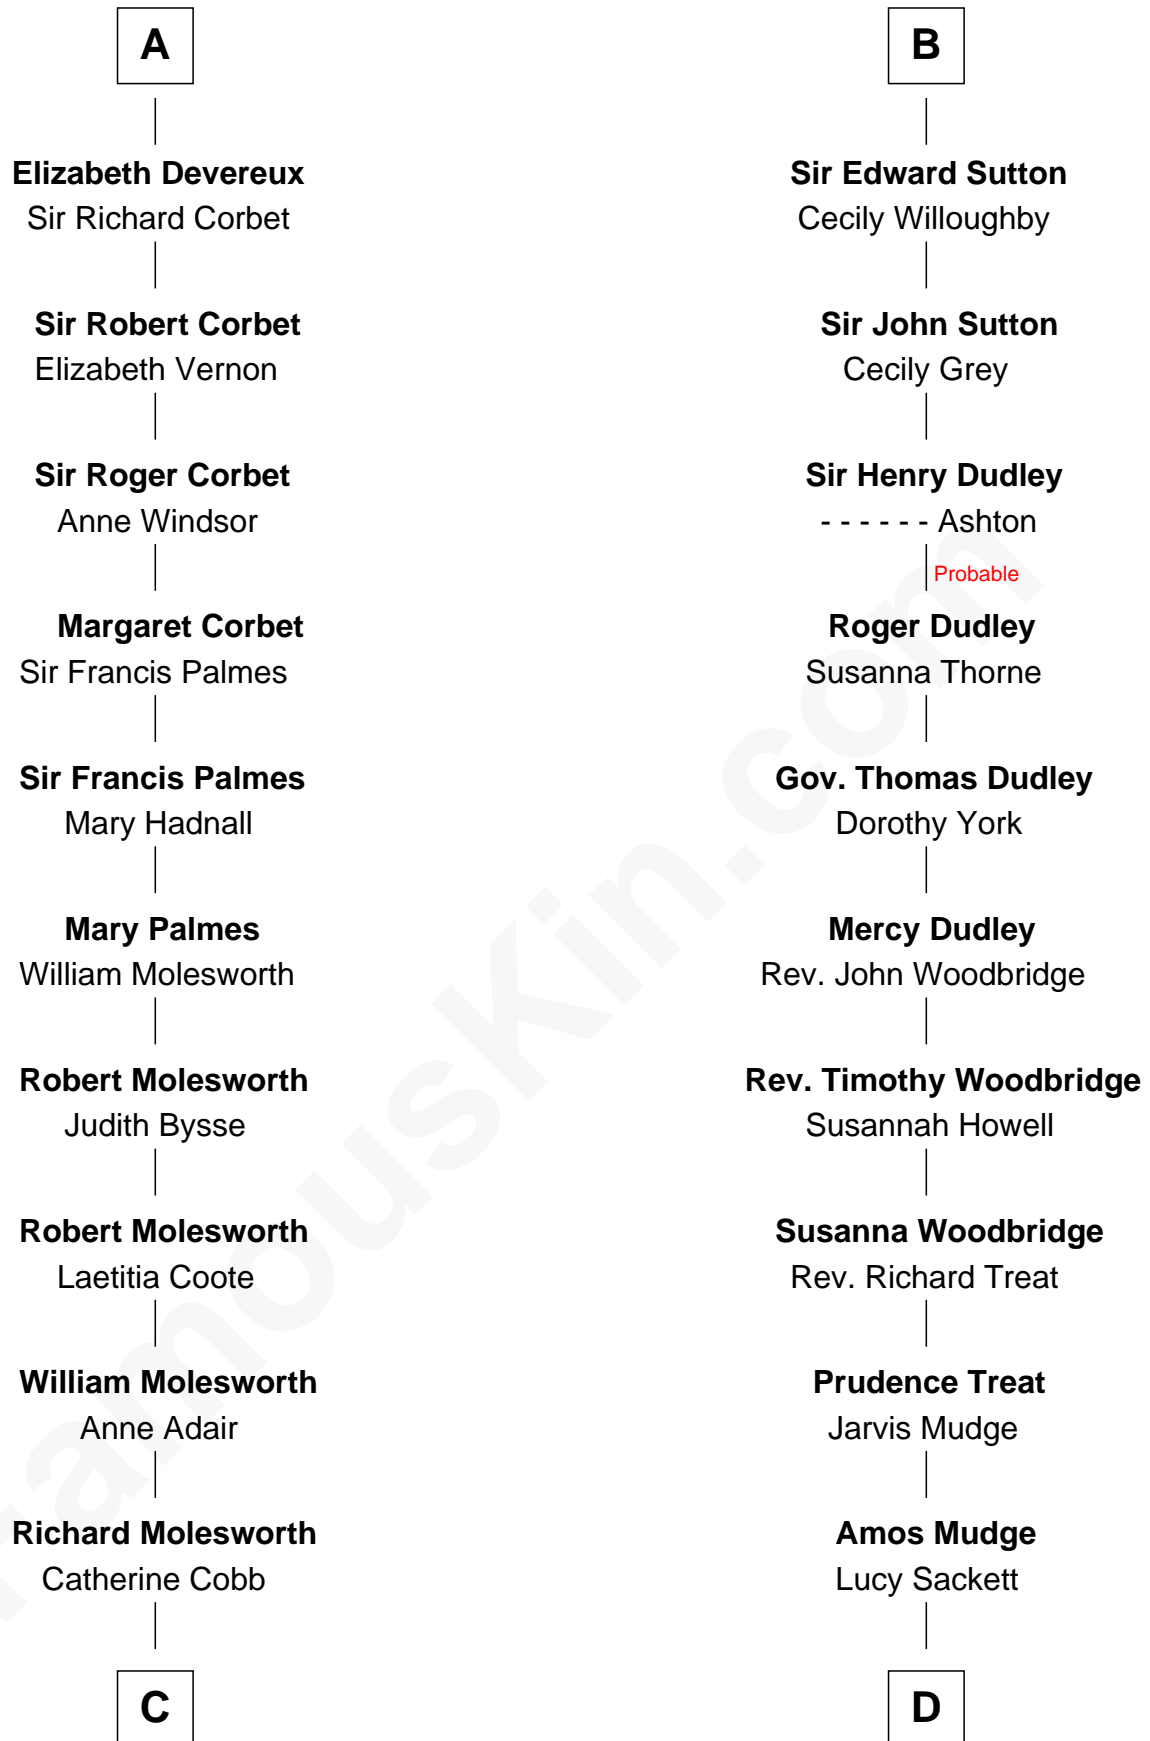 A
Elizabeth Devereux
Sir Richard Corbet
Sir Robert Corbet
Elizabeth Vernon
Sir Roger Corbet
Anne Windsor
Margaret Corbet
Sir Francis Palmes
Sir Francis Palmes
Mary Hadnall
Mary Palmes
William Molesworth
Robert Molesworth
Judith Bysse
Robert Molesworth
Laetitia Coote
William Molesworth
Anne Adair
Richard Molesworth
Catherine Cobb
C
B
Sir Edward Sutton
Cecily Willoughby
Sir John Sutton
Cecily Grey
Sir Henry Dudley
- - - - - - Ashton
Probable
Roger Dudley
Susanna Thorne
Gov. Thomas Dudley
Dorothy York
Mercy Dudley
Rev. John Woodbridge
Rev. Timothy Woodbridge
Susannah Howell
Susanna Woodbridge
Rev. Richard Treat
Prudence Treat
Jarvis Mudge
Amos Mudge
Lucy Sackett
D
FamousKin.com